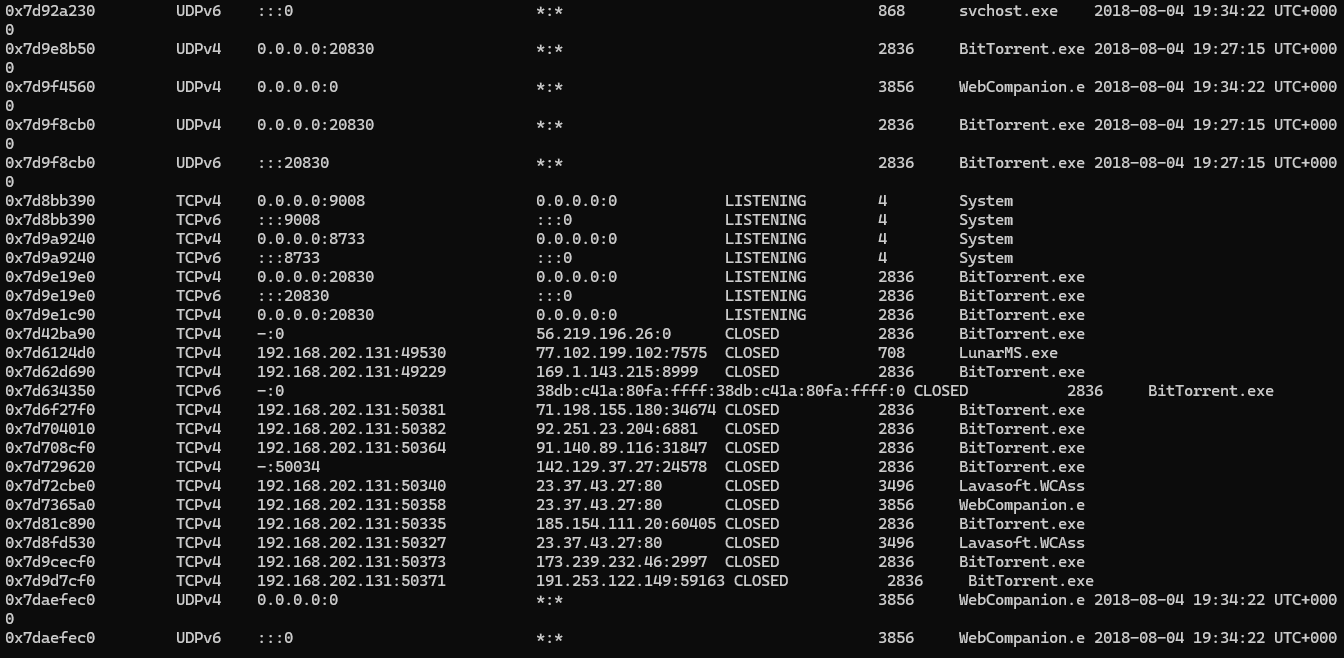 0x7d92a230         UDPv6    :::0                           *:*                                   868      svchost.exe    2018-08-04 19:34:22 UTC+000
0
0x7d9e8b50         UDPv4    0.0.0.0:20830                  *:*                                   2836     BitTorrent.exe 2018-08-04 19:27:15 UTC+000
0
0x7d9f4560         UDPv4    0.0.0.0:0                      *:*                                   3856     WebCompanion.e 2018-08-04 19:34:22 UTC+000
0
0x7d9f8cb0         UDPv4    0.0.0.0:20830                  *:*                                   2836     BitTorrent.exe 2018-08-04 19:27:15 UTC+000
0
0x7d9f8cb0         UDPv6    :::20830                       *:*                                   2836     BitTorrent.exe 2018-08-04 19:27:15 UTC+000
0
0x7d8bb390         TCPv4    0.0.0.0:9008                   0.0.0.0:0            LISTENING        4        System
0x7d8bb390         TCPv6    :::9008                        :::0                 LISTENING        4        System
0x7d9a9240         TCPv4    0.0.0.0:8733                   0.0.0.0:0            LISTENING        4        System
0x7d9a9240         TCPv6    :::8733                        :::0                 LISTENING        4        System
0x7d9e19e0         TCPv4    0.0.0.0:20830                  0.0.0.0:0            LISTENING        2836     BitTorrent.exe
0x7d9e19e0         TCPv6    :::20830                       :::0                 LISTENING        2836     BitTorrent.exe
0x7d9e1c90         TCPv4    0.0.0.0:20830                  0.0.0.0:0            LISTENING        2836     BitTorrent.exe
0x7d42ba90         TCPv4    -:0                            56.219.196.26:0      CLOSED           2836     BitTorrent.exe
0x7d6124d0         TCPv4    192.168.202.131:49530          77.102.199.102:7575  CLOSED           708      LunarMS.exe
0x7d62d690         TCPv4    192.168.202.131:49229          169.1.143.215:8999   CLOSED           2836     BitTorrent.exe
0x7d634350         TCPv6    -:0                            38db:c41a:80fa:ffff:38db:c41a:80fa:ffff:0 CLOSED           2836     BitTorrent.exe
0x7d6f27f0         TCPv4    192.168.202.131:50381          71.198.155.180:34674 CLOSED           2836     BitTorrent.exe
0x7d704010         TCPv4    192.168.202.131:50382          92.251.23.204:6881   CLOSED           2836     BitTorrent.exe
0x7d708cf0         TCPv4    192.168.202.131:50364          91.140.89.116:31847  CLOSED           2836     BitTorrent.exe
0x7d729620         TCPv4    -:50034                        142.129.37.27:24578  CLOSED           2836     BitTorrent.exe
0x7d72cbe0         TCPv4    192.168.202.131:50340          23.37.43.27:80       CLOSED           3496     Lavasoft.WCAss
0x7d7365a0         TCPv4    192.168.202.131:50358          23.37.43.27:80       CLOSED           3856     WebCompanion.e
0x7d81c890         TCPv4    192.168.202.131:50335          185.154.111.20:60405 CLOSED           2836     BitTorrent.exe
0x7d8fd530         TCPv4    192.168.202.131:50327          23.37.43.27:80       CLOSED           3496     Lavasoft.WCAss
0x7d9cecf0         TCPv4    192.168.202.131:50373          173.239.232.46:2997  CLOSED           2836     BitTorrent.exe
0x7d9d7cf0         TCPv4    192.168.202.131:50371          191.253.122.149:59163 CLOSED           2836     BitTorrent.exe
0x7daefec0         UDPv4    0.0.0.0:0                      *:*                                   3856     WebCompanion.e 2018-08-04 19:34:22 UTC+000
0
0x7daefec0         UDPv6    :::0                           *:*                                   3856     WebCompanion.e 2018-08-04 19:34:22 UTC+000